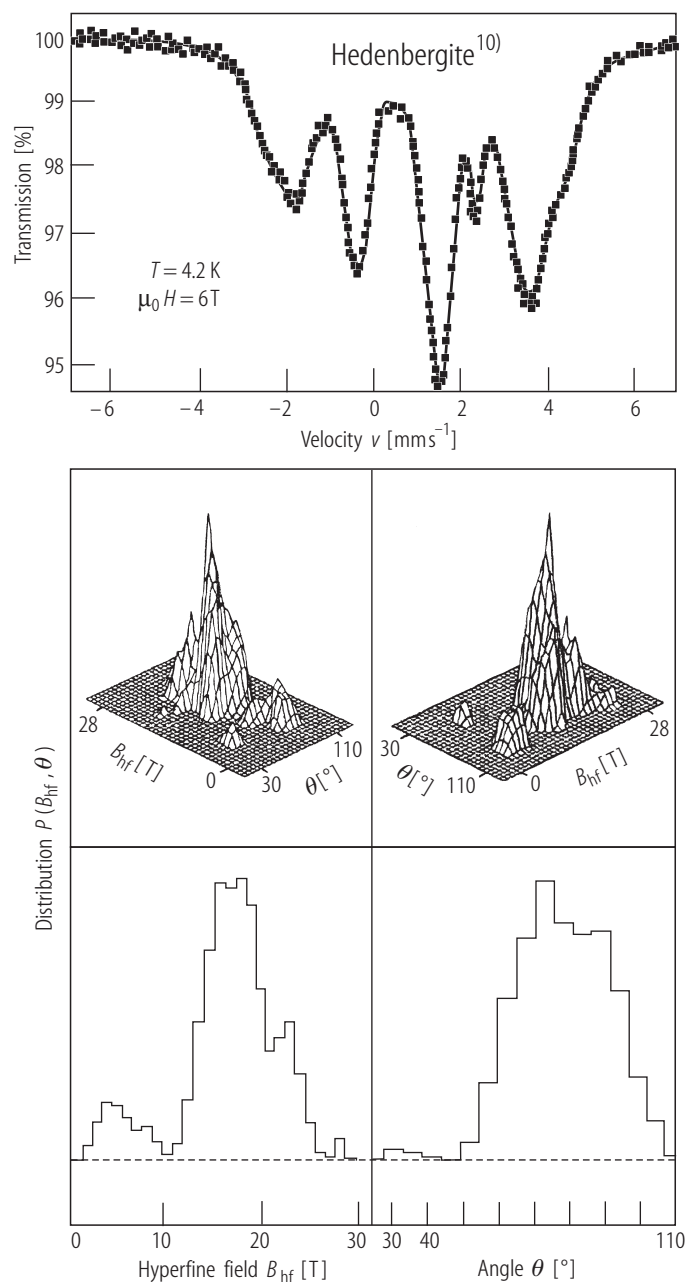 Hedenbergite10)
100
99
98
97
96
95
Transmission [%]
T = 4.2 K
μ0 H = 6 T
−6 −4 −2 0 2 4 6
Velocity v [mm s−1]
28
Bhf [T]
0
30
θ [°]
110
30
θ [°]
110
0
Bhf [T]
28
Distribution P (Bhf , θ)
0 10 20 30
Hyperfine field Bhf [T]
30 40 110
Angle θ [°]